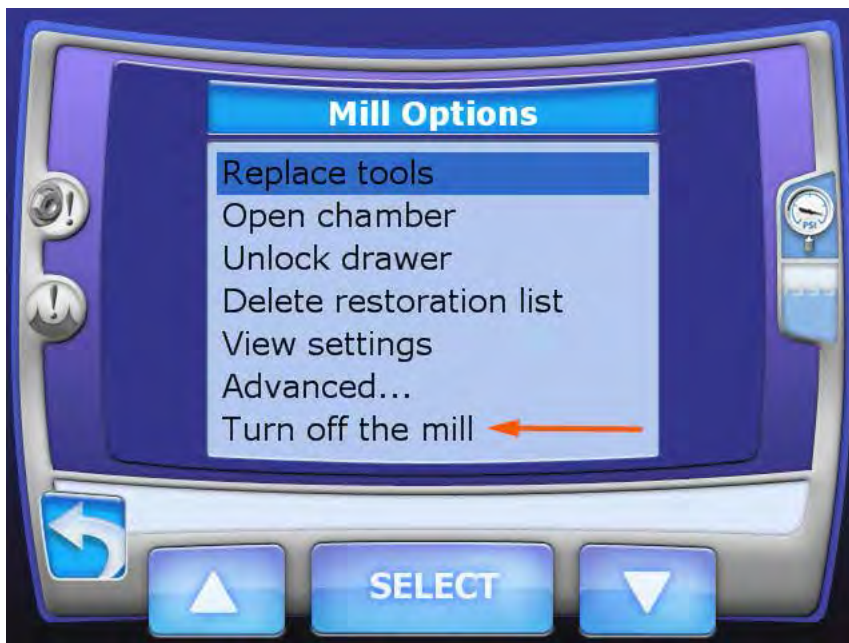 Mill Options
Replace tools
Open chamber
Unlock drawer
Delete restoration list
View settings
Advanced...
Turn off the mill
!
PSI
!
SELECT